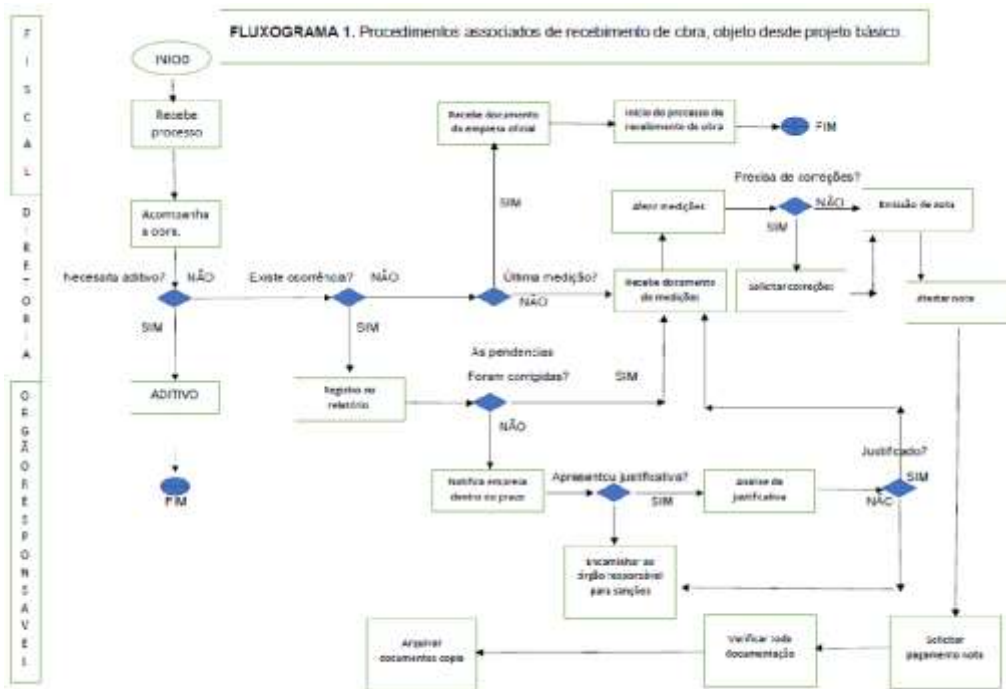 FLUXOGRAMA 1. Procedimentos associados de recebimento de obra, objeto desde projeto básico.
F I S C A L
D I R E T O R I A
O R G Ã O R E S P O N S A V E L
INICIO
Recebe
processo
Acompanha
a obra.
Necessita aditivo?
NÃO
SIM
ADITIVO
FIM
Existe ocorrência?
NÃO
SIM
Registro no
relatório
Recebe documento
da empresa oficial
Início do processo de
recebimento de obra
FIM
SIM
Última medição?
NÃO
Recebe documento
de medições
Aferir medições
Precisa de correções?
NÃO
SIM
Emissão de nota
Solicitar correções
Atestar nota
As pendencias
Foram corrigidas?
SIM
NÃO
Notifica empresa
dentro do prazo
Apresentou justificativa?
SIM
Analise da
justificativa
Justificado?
SIM
NÃO
Encaminhar ao
órgão responsável
para sanções
Arquivar
documentos copia
Verificar toda
documentação
Solicitar
pagamento nota